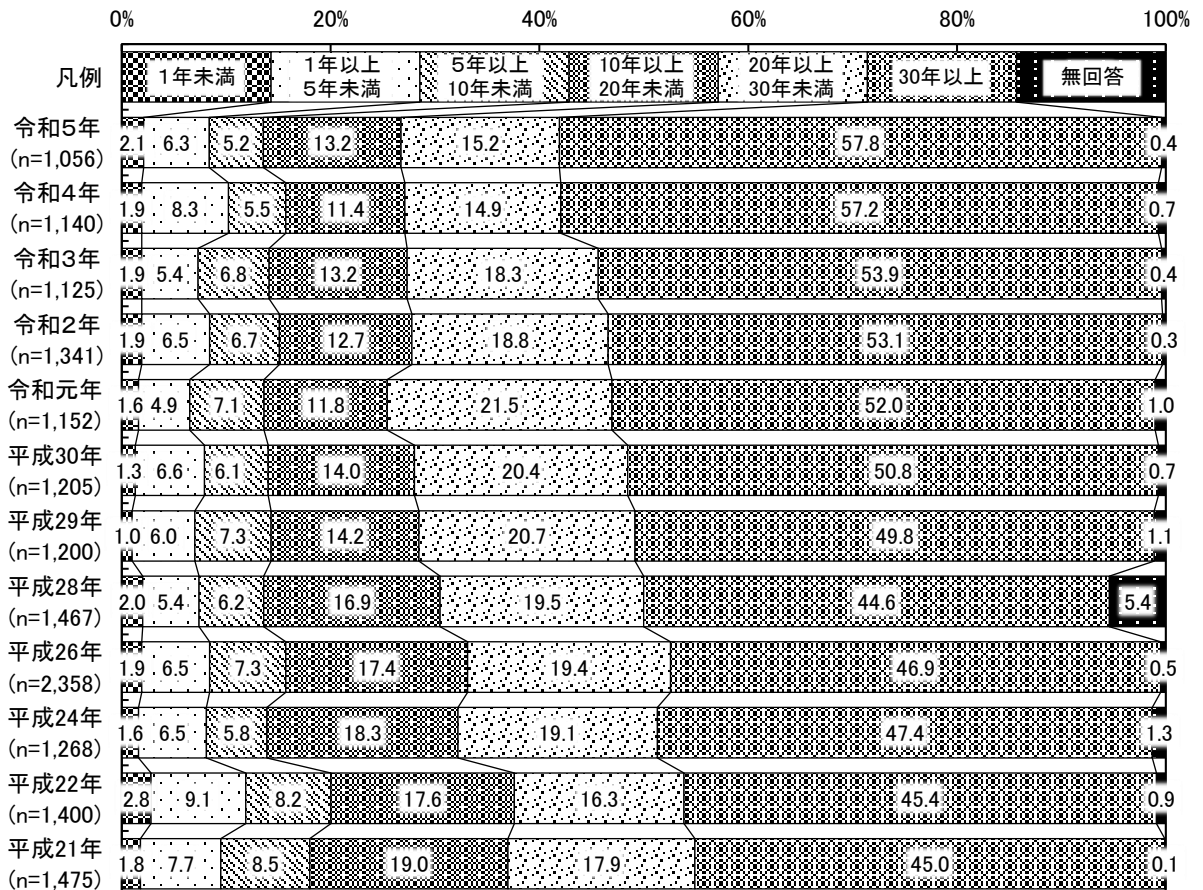 0% 20% 40% 60% 80% 100%
凡例 1年未満 1年以上 5年未満 5年以上 10年未満 10年以上 20年未満 20年以上 30年未満 30年以上 無回答
令和5年
(n=1,056) 2.1 6.3 5.2 13.2 15.2 57.8 0.4
令和4年
(n=1,140) 1.9 8.3 5.5 11.4 14.9 57.2 0.7
令和3年
(n=1,125) 1.9 5.4 6.8 13.2 18.3 53.9 0.4
令和2年
(n=1,341) 1.9 6.5 6.7 12.7 18.8 53.1 0.3
令和元年
(n=1,152) 1.6 4.9 7.1 11.8 21.5 52.0 1.0
平成30年
(n=1,205) 1.3 6.6 6.1 14.0 20.4 50.8 0.7
平成29年
(n=1,200) 1.0 6.0 7.3 14.2 20.7 49.8 1.1
平成28年
(n=1,467) 2.0 5.4 6.2 16.9 19.5 44.6 5.4
平成26年
(n=2,358) 1.9 6.5 7.3 17.4 19.4 46.9 0.5
平成24年
(n=1,268) 1.6 6.5 5.8 18.3 19.1 47.4 1.3
平成22年
(n=1,400) 2.8 9.1 8.2 17.6 16.3 45.4 0.9
平成21年
(n=1,475) 1.8 7.7 8.5 19.0 17.9 45.0 0.1